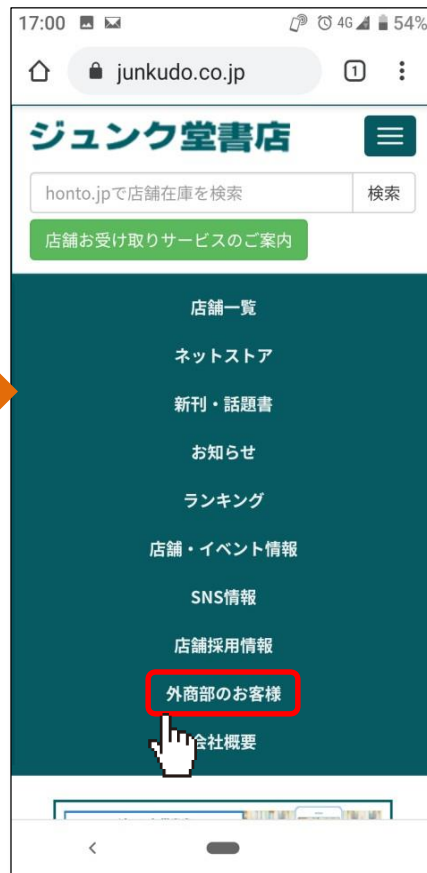 17:00 4G 54%
junkudo.co.jp 1
ジュンク堂書店
honto.jpで店舗在庫を検索 検索
店舗お受け取りサービスのご案内
店舗一覧
ネットストア
新刊・話題書
お知らせ
ランキング
店舗・イベント情報
SNS情報
店舗採用情報
外商部のお客様
会社概要